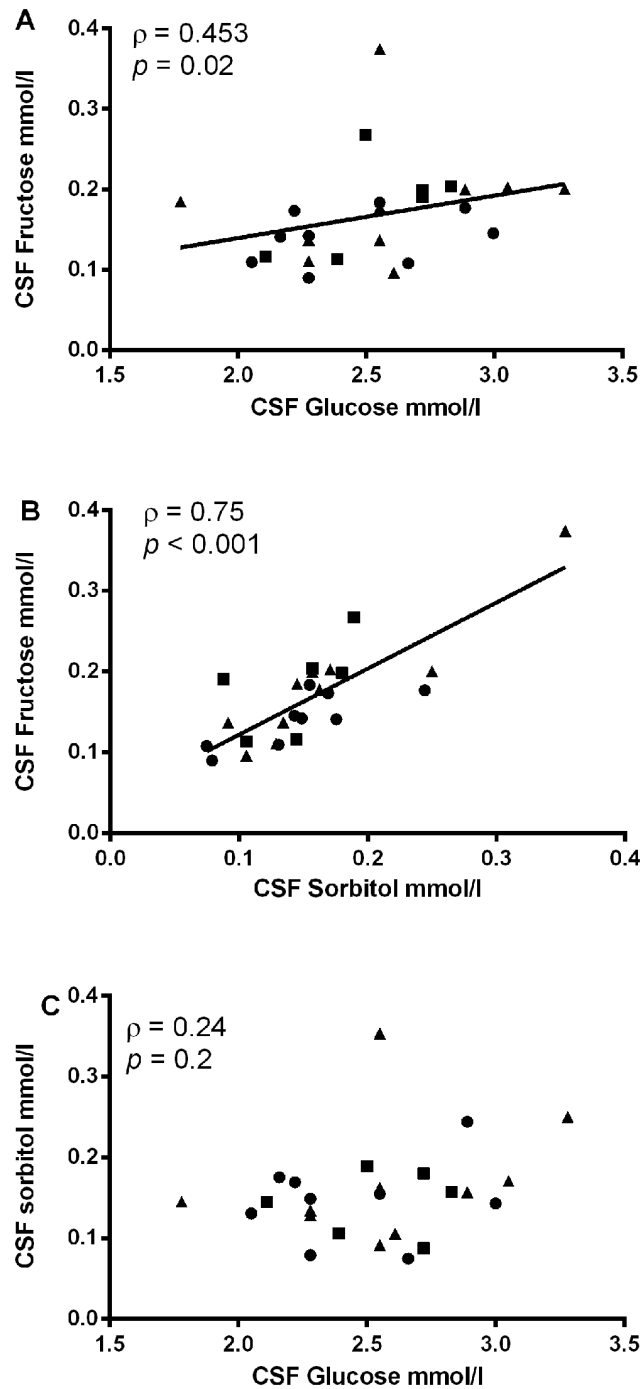 A
ρ = 0.453
p = 0.02
CSF Fructose mmol/l
0.4
0.3
0.2
0.1
0.0
1.5 2.0 2.5 3.0 3.5
CSF Glucose mmol/l
B
ρ = 0.75
p < 0.001
CSF Fructose mmol/l
0.4
0.3
0.2
0.1
0.0
0.0 0.1 0.2 0.3 0.4
CSF Sorbitol mmol/l
C
ρ = 0.24
p = 0.2
CSF sorbitol mmol/l
0.4
0.3
0.2
0.1
0.0
1.5 2.0 2.5 3.0 3.5
CSF Glucose mmol/l